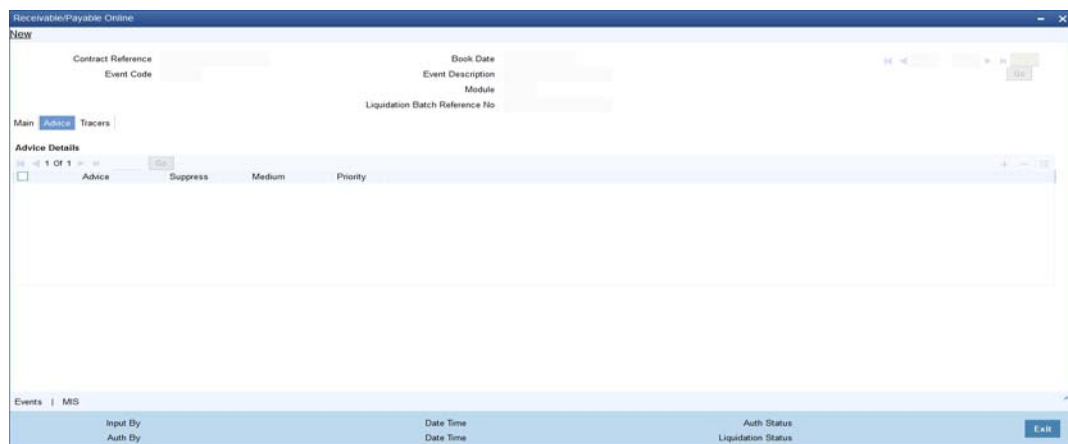 Receivable/Payable Online
New
Contract Reference
Book Date
Event Code
Event Description
Go
Module
Liquidation Batch Reference No
Main Advice Tracers
Advice Details
1 Of 1 Go
Advice Suppress Medium Priority
Events | MIS
Input By Date Time Auth Status
Auth By Date Time Liquidation Status
Exit